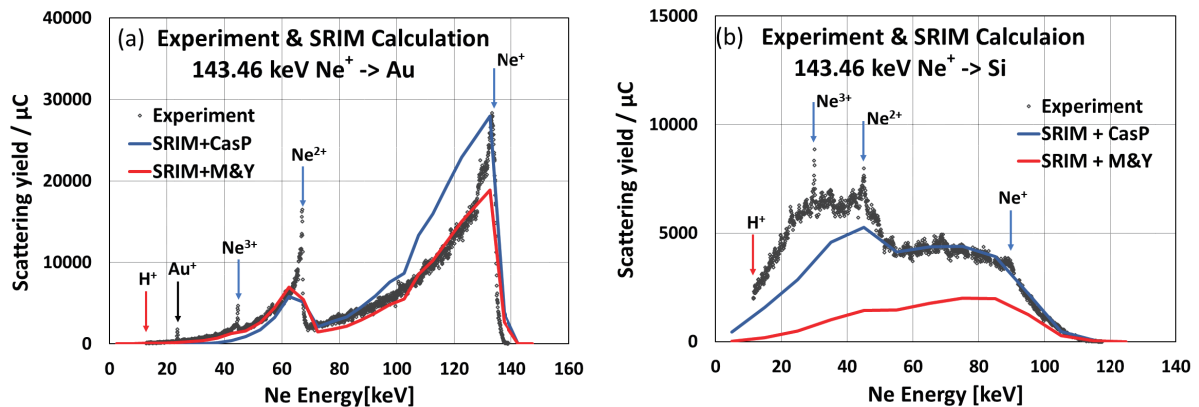 (a) Experiment & SRIM Calculation
143.46 keV Ne+ -> Au
Scattering yield / µC
40000
30000
20000
10000
0
Experiment
SRIM+CasP
SRIM+M&Y
Ne+
Ne2+
Ne3+
Au+
H+
0 20 40 60 80 100 120 140 160
Ne Energy[keV]
(b) Experiment & SRIM Calculaion
143.46 keV Ne+ -> Si
Scattering yield / µC
15000
10000
5000
0
Ne3+
Ne2+
Experiment
SRIM + CasP
SRIM + M&Y
Ne+
H+
0 20 40 60 80 100 120 140
Ne Energy [keV]